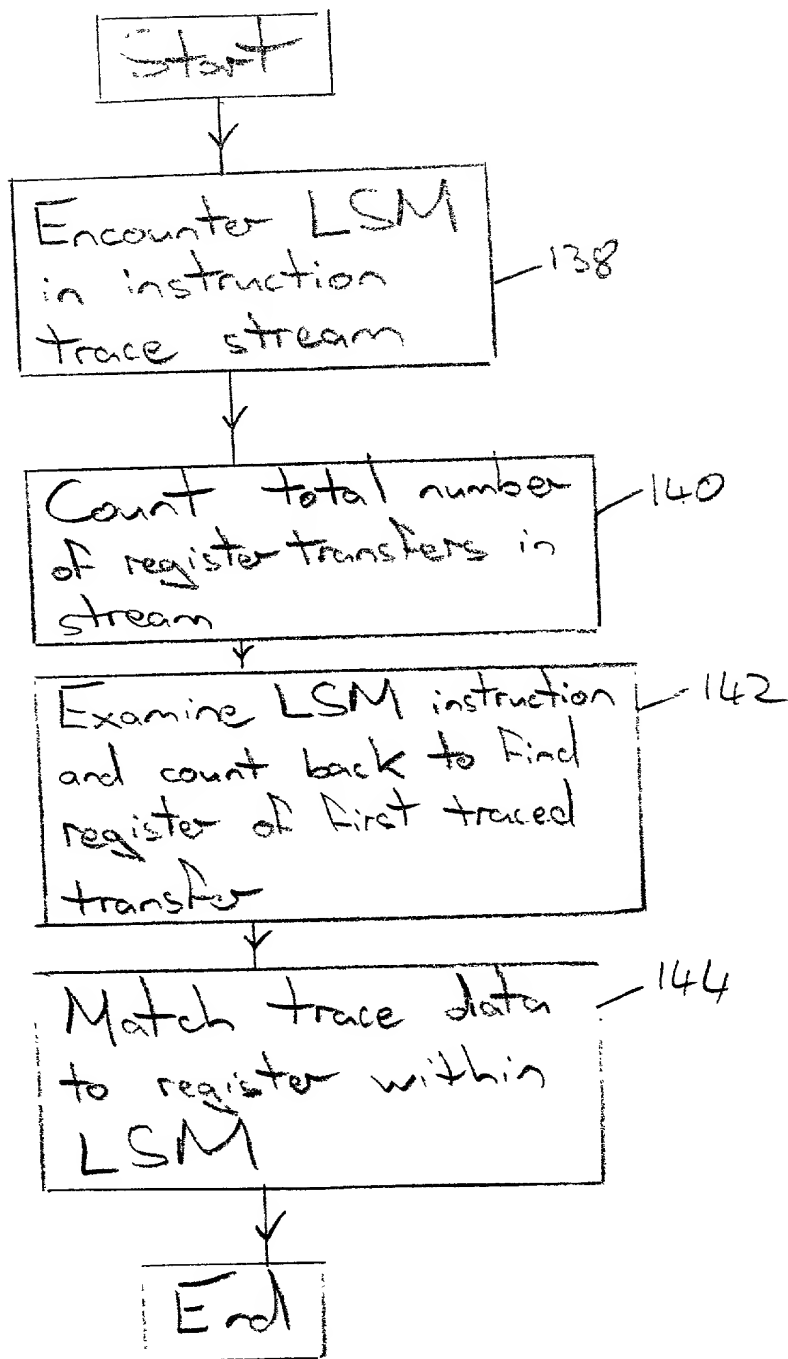 Start
Encounter LSM
in instruction
trace stream
138
Count total number
of register transfers in
stream
140
Examine LSM instruction
and count back to find
register of first traced
transfer
142
Match trace data
to register within
LSM
144
End